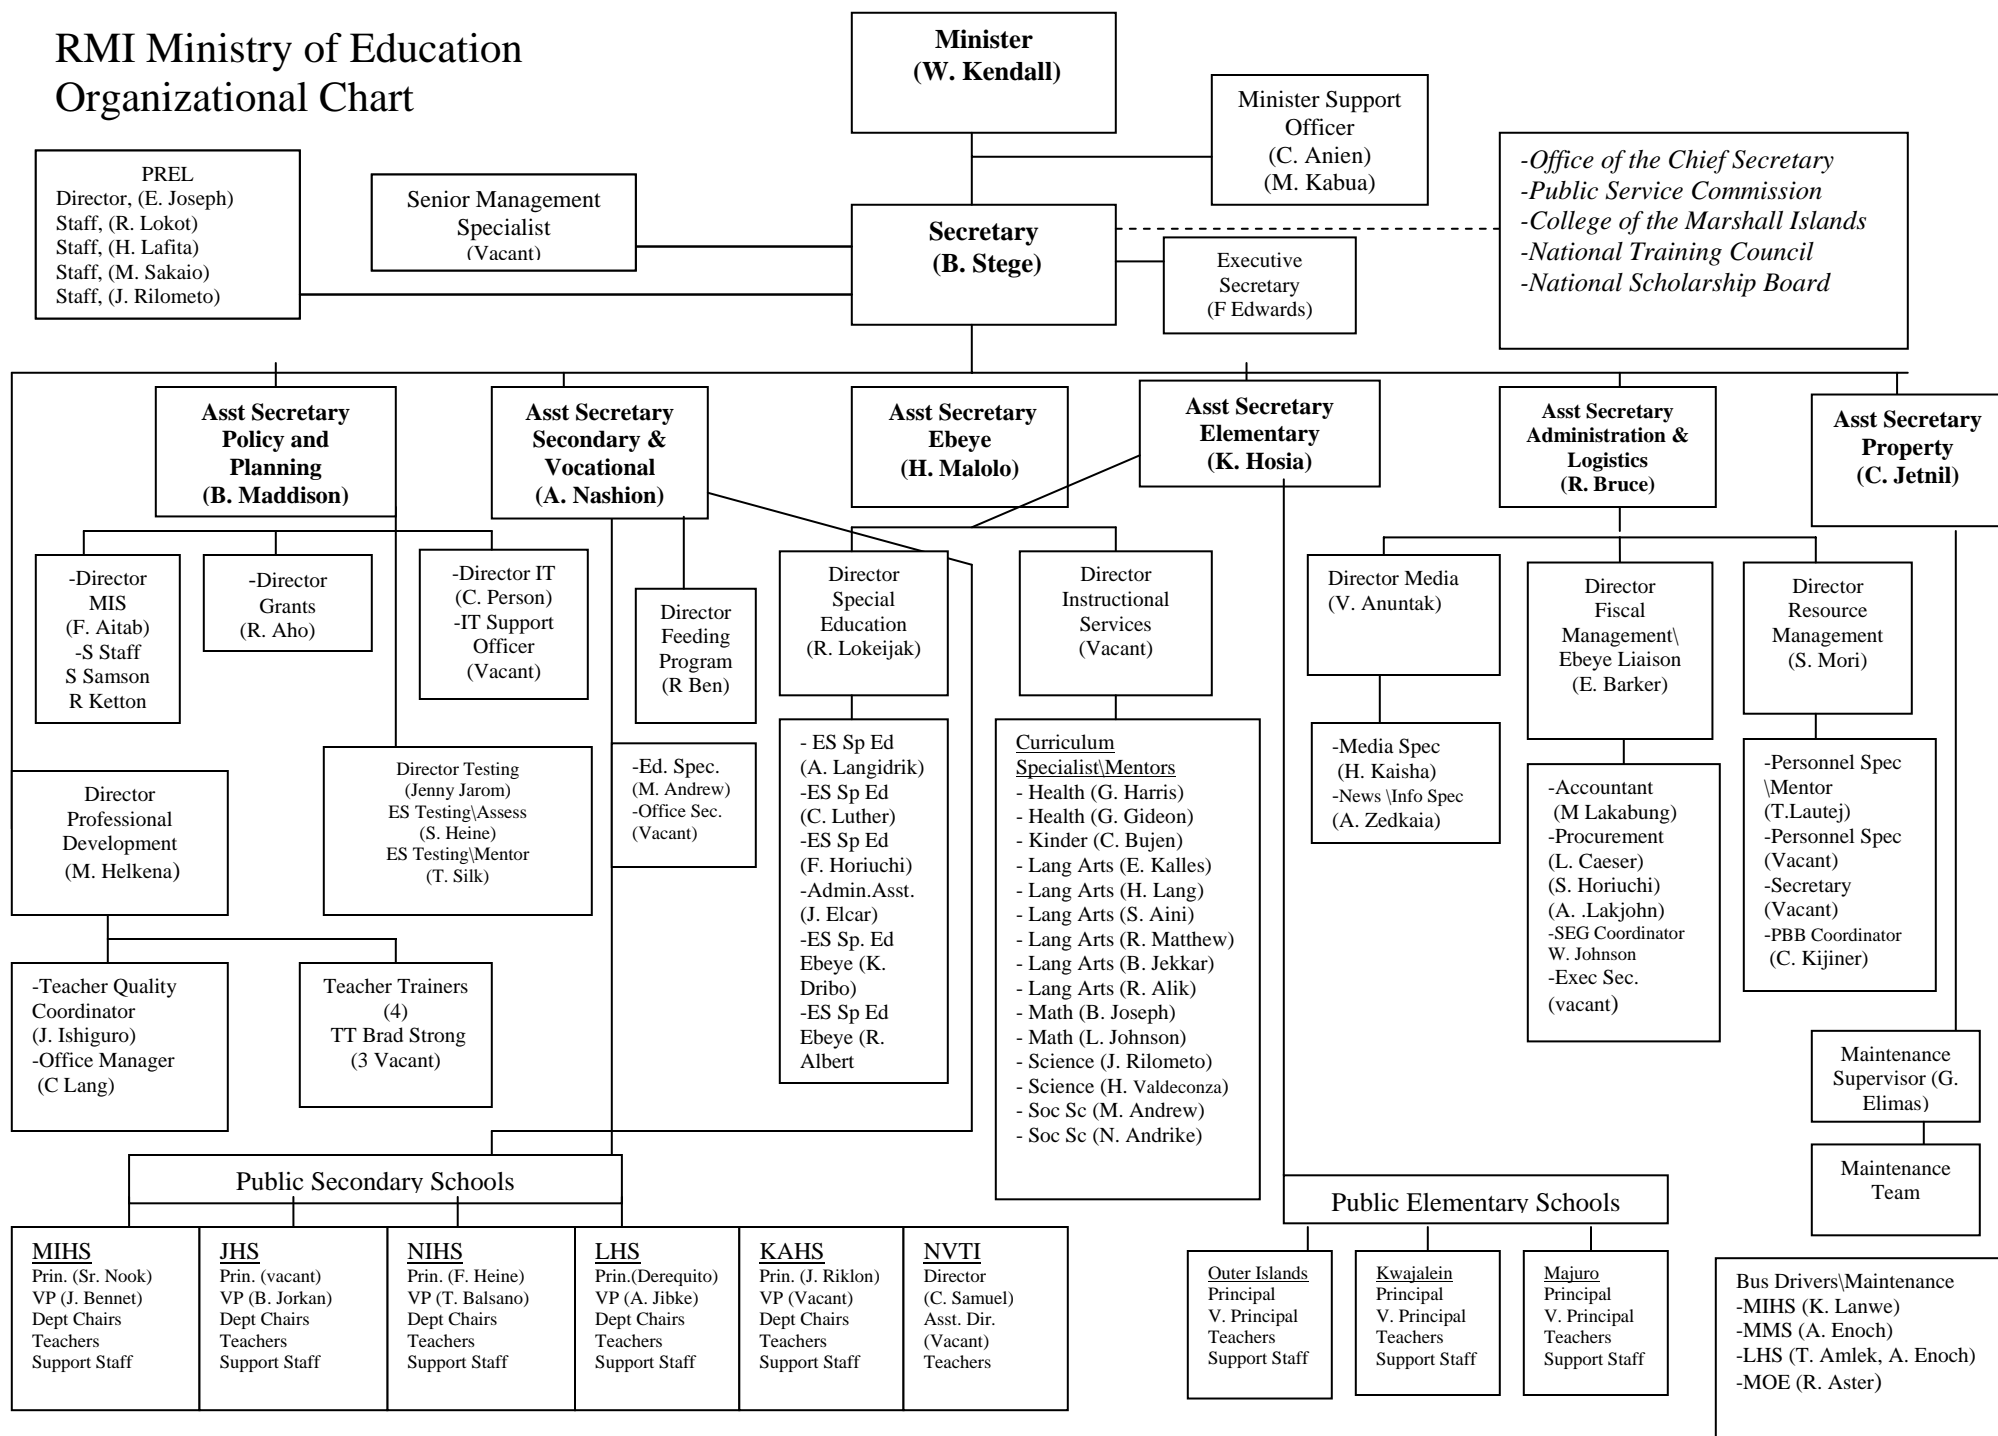 RMI Ministry of Education
Organizational Chart
Minister
(W. Kendall)
Minister Support
Officer
(C. Anien)
(M. Kabua)
-Office of the Chief Secretary
-Public Service Commission
-College of the Marshall Islands
-National Training Council
-National Scholarship Board
PREL
Director, (E. Joseph)
Staff, (R. Lokot)
Staff, (H. Lafita)
Staff, (M. Sakaio)
Staff, (J. Rilometo)
Senior Management
Specialist
(Vacant)
Secretary
(B. Stege)
Executive
Secretary
(F Edwards)
Asst Secretary
Policy and
Planning
(B. Maddison)
Asst Secretary
Secondary &
Vocational
(A. Nashion)
Asst Secretary
Ebeye
(H. Malolo)
Asst Secretary
Elementary
(K. Hosia)
Asst Secretary
Administration &
Logistics
(R. Bruce)
Asst Secretary
Property
(C. Jetnil)
-Director
MIS
(F. Aitab)
-S Staff
S Samson
R Ketton
-Director
Grants
(R. Aho)
-Director IT
(C. Person)
-IT Support
Officer
(Vacant)
Director
Feeding
Program
(R Ben)
Director
Special
Education
(R. Lokeijak)
Director
Instructional
Services
(Vacant)
Director Media
(V. Anuntak)
Director
Fiscal
Management\
Ebeye Liaison
(E. Barker)
Director
Resource
Management
(S. Mori)
Director
Professional
Development
(M. Helkena)
Director Testing
(Jenny Jarom)
ES Testing\Assess
(S. Heine)
ES Testing\Mentor
(T. Silk)
-Ed. Spec.
(M. Andrew)
-Office Sec.
(Vacant)
- ES Sp Ed
(A. Langidrik)
-ES Sp Ed
(C. Luther)
-ES Sp Ed
(F. Horiuchi)
-Admin.Asst.
(J. Elcar)
-ES Sp. Ed
Ebeye (K.
Dribo)
-ES Sp Ed
Ebeye (R.
Albert
Curriculum
Specialist\Mentors
- Health (G. Harris)
- Health (G. Gideon)
- Kinder (C. Bujen)
- Lang Arts (E. Kalles)
- Lang Arts (H. Lang)
- Lang Arts (S. Aini)
- Lang Arts (R. Matthew)
- Lang Arts (B. Jekkar)
- Lang Arts (R. Alik)
- Math (B. Joseph)
- Math (L. Johnson)
- Science (J. Rilometo)
- Science (H. Valdeconza)
- Soc Sc (M. Andrew)
- Soc Sc (N. Andrike)
-Media Spec
(H. Kaisha)
-News \Info Spec
(A. Zedkaia)
-Accountant
(M Lakabung)
-Procurement
(L. Caeser)
(S. Horiuchi)
(A. .Lakjohn)
-SEG Coordinator
W. Johnson
-Exec Sec.
(vacant)
-Personnel Spec
\Mentor
(T.Lautej)
-Personnel Spec
(Vacant)
-Secretary
(Vacant)
-PBB Coordinator
(C. Kijiner)
-Teacher Quality
Coordinator
(J. Ishiguro)
-Office Manager
(C Lang)
Teacher Trainers
(4)
TT Brad Strong
(3 Vacant)
Maintenance
Supervisor (G.
Elimas)
Maintenance
Team
Public Secondary Schools
Public Elementary Schools
MIHS
Prin. (Sr. Nook)
VP (J. Bennet)
Dept Chairs
Teachers
Support Staff
JHS
Prin. (vacant)
VP (B. Jorkan)
Dept Chairs
Teachers
Support Staff
NIHS
Prin. (F. Heine)
VP (T. Balsano)
Dept Chairs
Teachers
Support Staff
LHS
Prin.(Derequito)
VP (A. Jibke)
Dept Chairs
Teachers
Support Staff
KAHS
Prin. (J. Riklon)
VP (Vacant)
Dept Chairs
Teachers
Support Staff
NVTI
Director
(C. Samuel)
Asst. Dir.
(Vacant)
Teachers
Outer Islands
Principal
V. Principal
Teachers
Support Staff
Kwajalein
Principal
V. Principal
Teachers
Support Staff
Majuro
Principal
V. Principal
Teachers
Support Staff
Bus Drivers\Maintenance
-MIHS (K. Lanwe)
-MMS (A. Enoch)
-LHS (T. Amlek, A. Enoch)
-MOE (R. Aster)